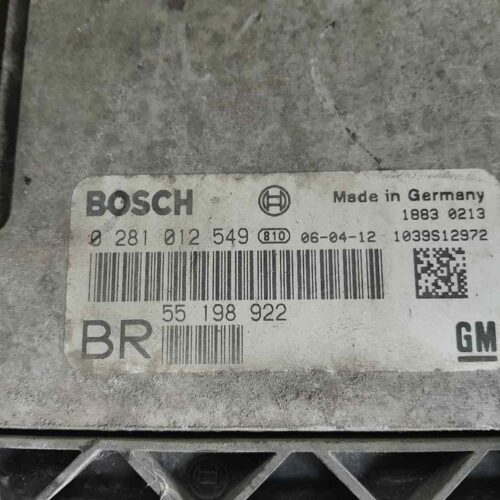 BOSCH Made in Germany
1883 0213
0 281 012 549 810 06-04-12 1039S12972
55 198 922
BR GM